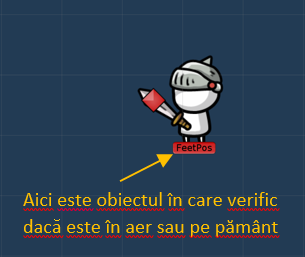 FeetPos
Aici este obiectul în care verific
dacă este în aer sau pe pământ